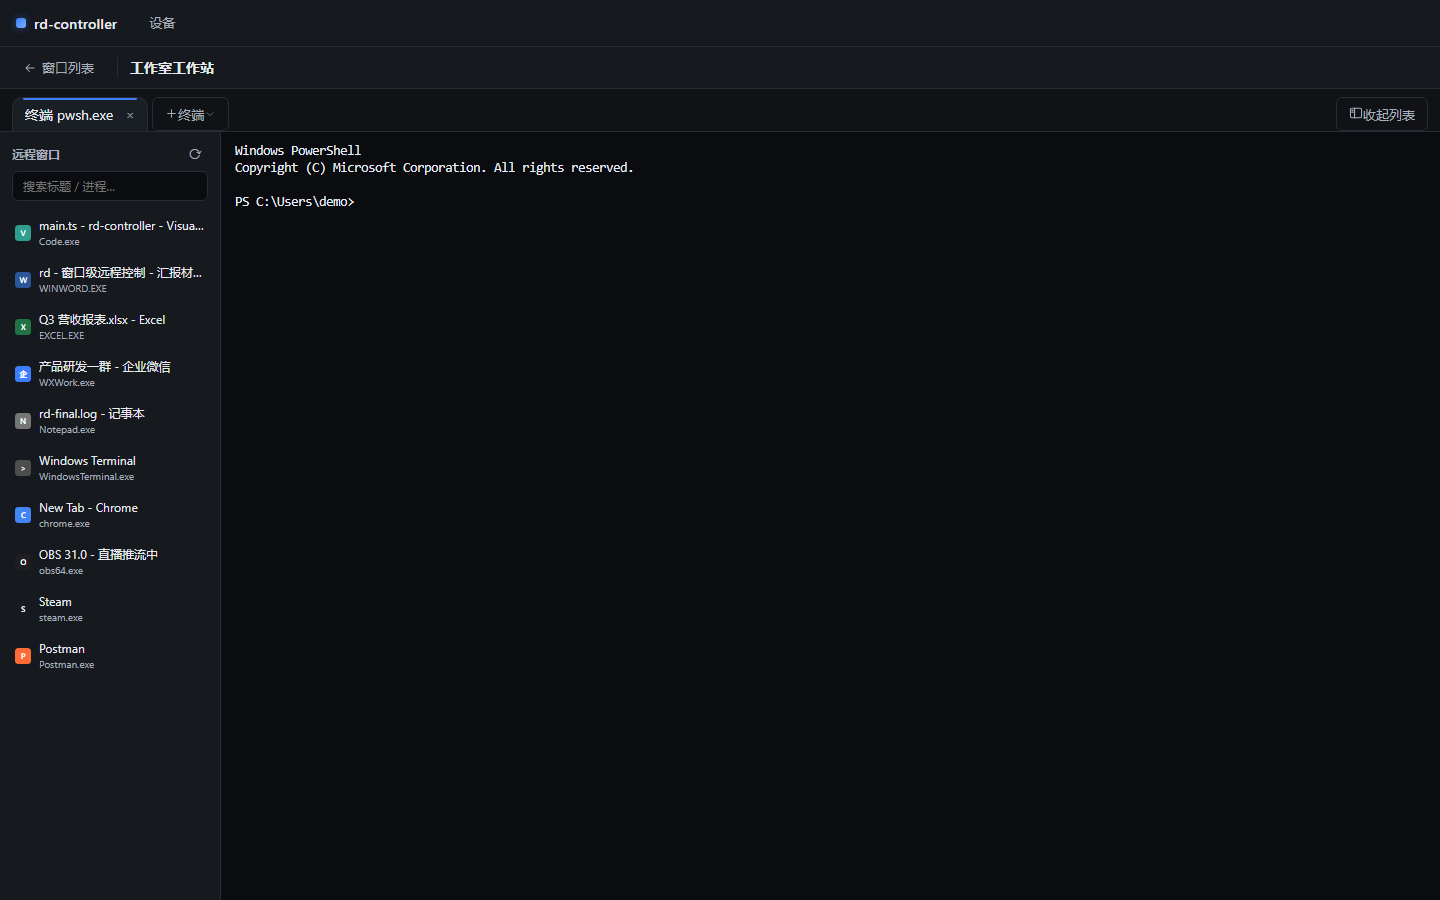 rd-controller 设备
← 窗口列表 工作室工作站
终端 pwsh.exe × +终端 收起列表
远程窗口
搜索标题 / 进程...
V main.ts - rd-controller - Visua...
Code.exe
W rd - 窗口级远程控制 - 汇报材...
WINWORD.EXE
X Q3 营收报表.xlsx - Excel
EXCEL.EXE
企 产品研发一群 - 企业微信
WXWork.exe
N rd-final.log - 记事本
Notepad.exe
> Windows Terminal
WindowsTerminal.exe
C New Tab - Chrome
chrome.exe
O OBS 31.0 - 直播推流中
obs64.exe
S Steam
steam.exe
P Postman
Postman.exe
Windows PowerShell
Copyright (C) Microsoft Corporation. All rights reserved.
PS C:\Users\demo>